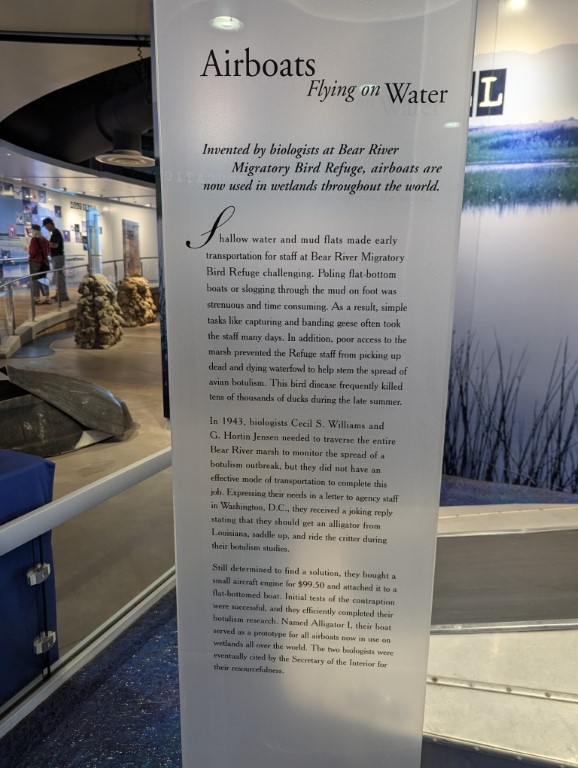 Airboats
Flying on Water
Invented by biologists at Bear River
Migratory Bird Refuge, airboats are
now used in wetlands throughout the world.
Shallow water and mud flats made early
transportation for staff at Bear River Migratory
Bird Refuge challenging. Poling flat-bottom
boats or slogging through the mud on foot was
strenuous and time consuming. As a result, simple
tasks like capturing and banding geese often took
the staff many days. In addition, poor access to the
marsh prevented the Refuge staff from picking up
dead and dying waterfowl to help stem the spread of
avian botulism. This bird disease frequently killed
tens of thousands of ducks during the late summer.
In 1943, biologists Cecil S. Williams and
G. Hortin Jensen needed to traverse the entire
Bear River marsh to monitor the spread of a
botulism outbreak, but they did not have an
effective mode of transportation to complete this
job. Expressing their needs in a letter to agency staff
in Washington, D.C., they received a joking reply
stating that they should get an alligator from
Louisiana, saddle up, and ride the critter during
their botulism studies.
Still determined to find a solution, they bought a
small aircraft engine for $99.50 and attached it to a
flat-bottomed boat. Initial tests of the contraption
were successful, and they efficiently completed their
botulism research. Named Alligator I, their boat
served as a prototype for all airboats now in use on
wetlands all over the world. The two biologists were
eventually cited by the Secretary of the Interior for
their resourcefulness.
L